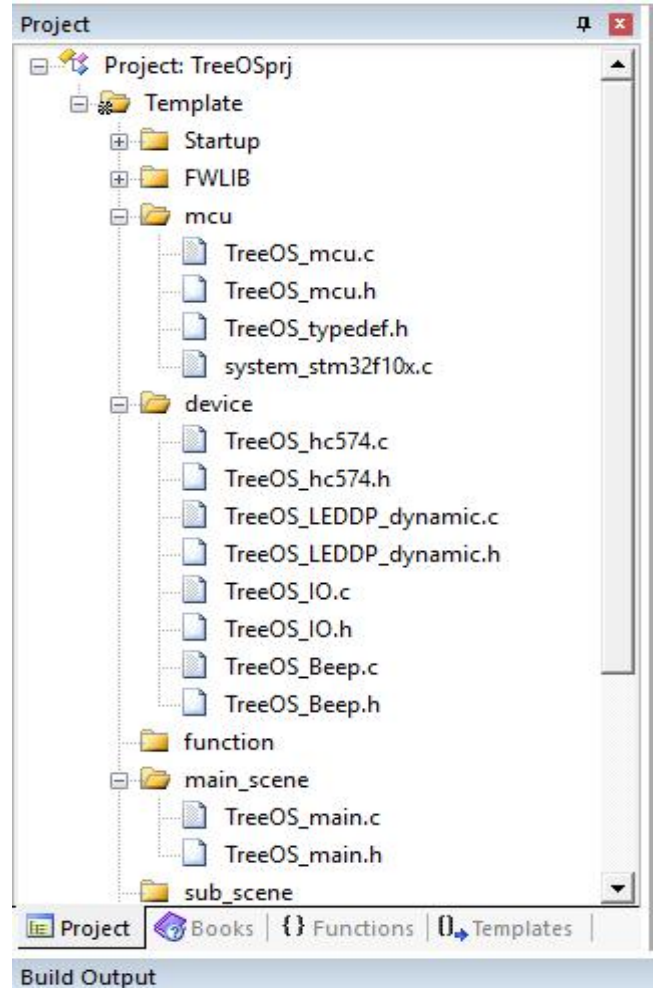 Project
Project: TreeOSprj
Template
Startup
FWLIB
mcu
TreeOS_mcu.c
TreeOS_mcu.h
TreeOS_typedef.h
system_stm32f10x.c
device
TreeOS_hc574.c
TreeOS_hc574.h
TreeOS_LEDDP_dynamic.c
TreeOS_LEDDP_dynamic.h
TreeOS_IO.c
TreeOS_IO.h
TreeOS_Beep.c
TreeOS_Beep.h
function
main_scene
TreeOS_main.c
TreeOS_main.h
sub_scene
Project Books {} Functions 0 Templates
Build Output